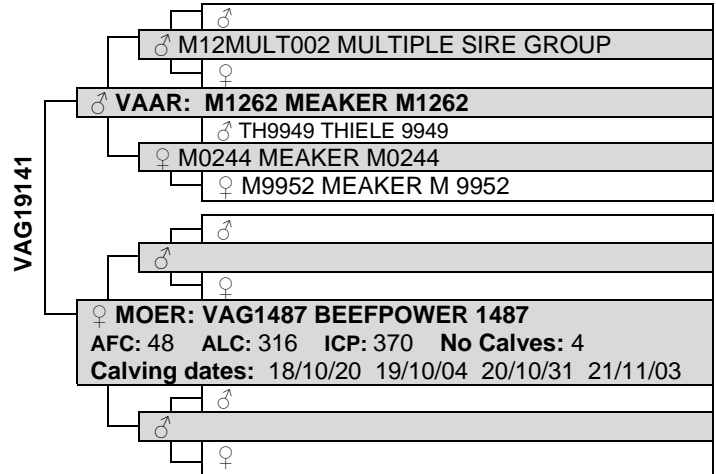 ♂
♂ M12MULT002 MULTIPLE SIRE GROUP
♀
♂ VAAR: M1262 MEAKER M1262
♂ TH9949 THIELE 9949
♀ M0244 MEAKER M0244
♀ M9952 MEAKER M 9952
VAG19141
♂
♂
♀
♀ MOER: VAG1487 BEEFPOWER 1487
AFC: 48 ALC: 316 ICP: 370 No Calves: 4
Calving dates: 18/10/20 19/10/04 20/10/31 21/11/03
♂
♂
♀